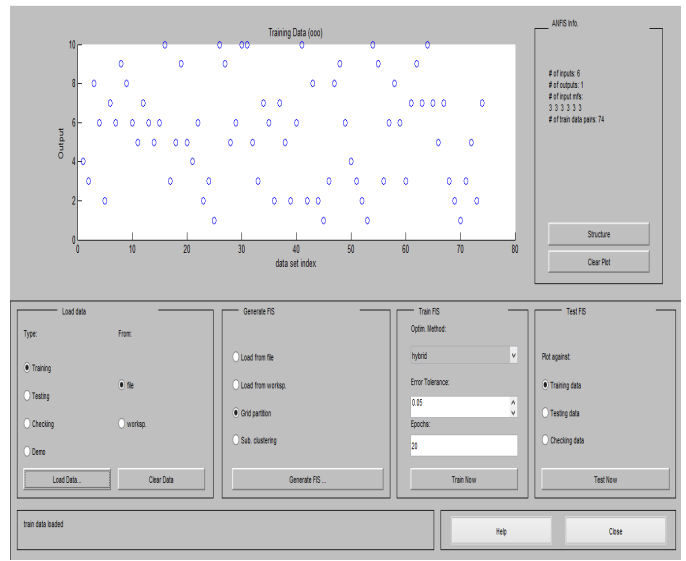 Training Data (ooo)
10
8
6
4
2
0
Output
0 10 20 30 40 50 60 70 80
data set index
ANFIS Info.
# of inputs: 6
# of outputs: 1
# of input mfs:
3 3 3 3 3 3
# of train data pairs: 74
Structure
Clear Plot
Load data
Type: From:
Training
file
Testing
Checking
worksp.
Demo
Load Data... Clear Data
Generate FIS
Load from file
Load from worksp.
Grid partition
Sub. clustering
Generate FIS ...
Train FIS
Optim. Method:
hybrid
Error Tolerance:
0.05
Epochs:
20
Train Now
Test FIS
Plot against:
Training data
Testing data
Checking data
Test Now
train data loaded
Help Close